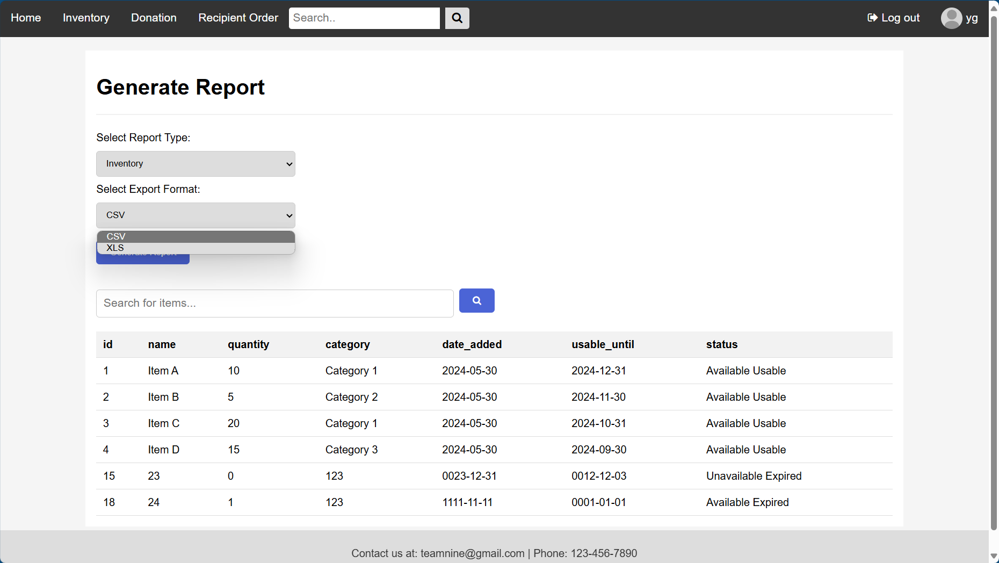 Home Inventory Donation Recipient Order Search.. Log out yg
Generate Report
Select Report Type:
Inventory
Select Export Format:
CSV
CSV
XLS
Generate Report
Search for items...
id name quantity category date_added usable_until status
1 Item A 10 Category 1 2024-05-30 2024-12-31 Available Usable
2 Item B 5 Category 2 2024-05-30 2024-11-30 Available Usable
3 Item C 20 Category 1 2024-05-30 2024-10-31 Available Usable
4 Item D 15 Category 3 2024-05-30 2024-09-30 Available Usable
15 23 0 123 0023-12-31 0012-12-03 Unavailable Expired
18 24 1 123 1111-11-11 0001-01-01 Available Expired
Contact us at: teamnine@gmail.com | Phone: 123-456-7890